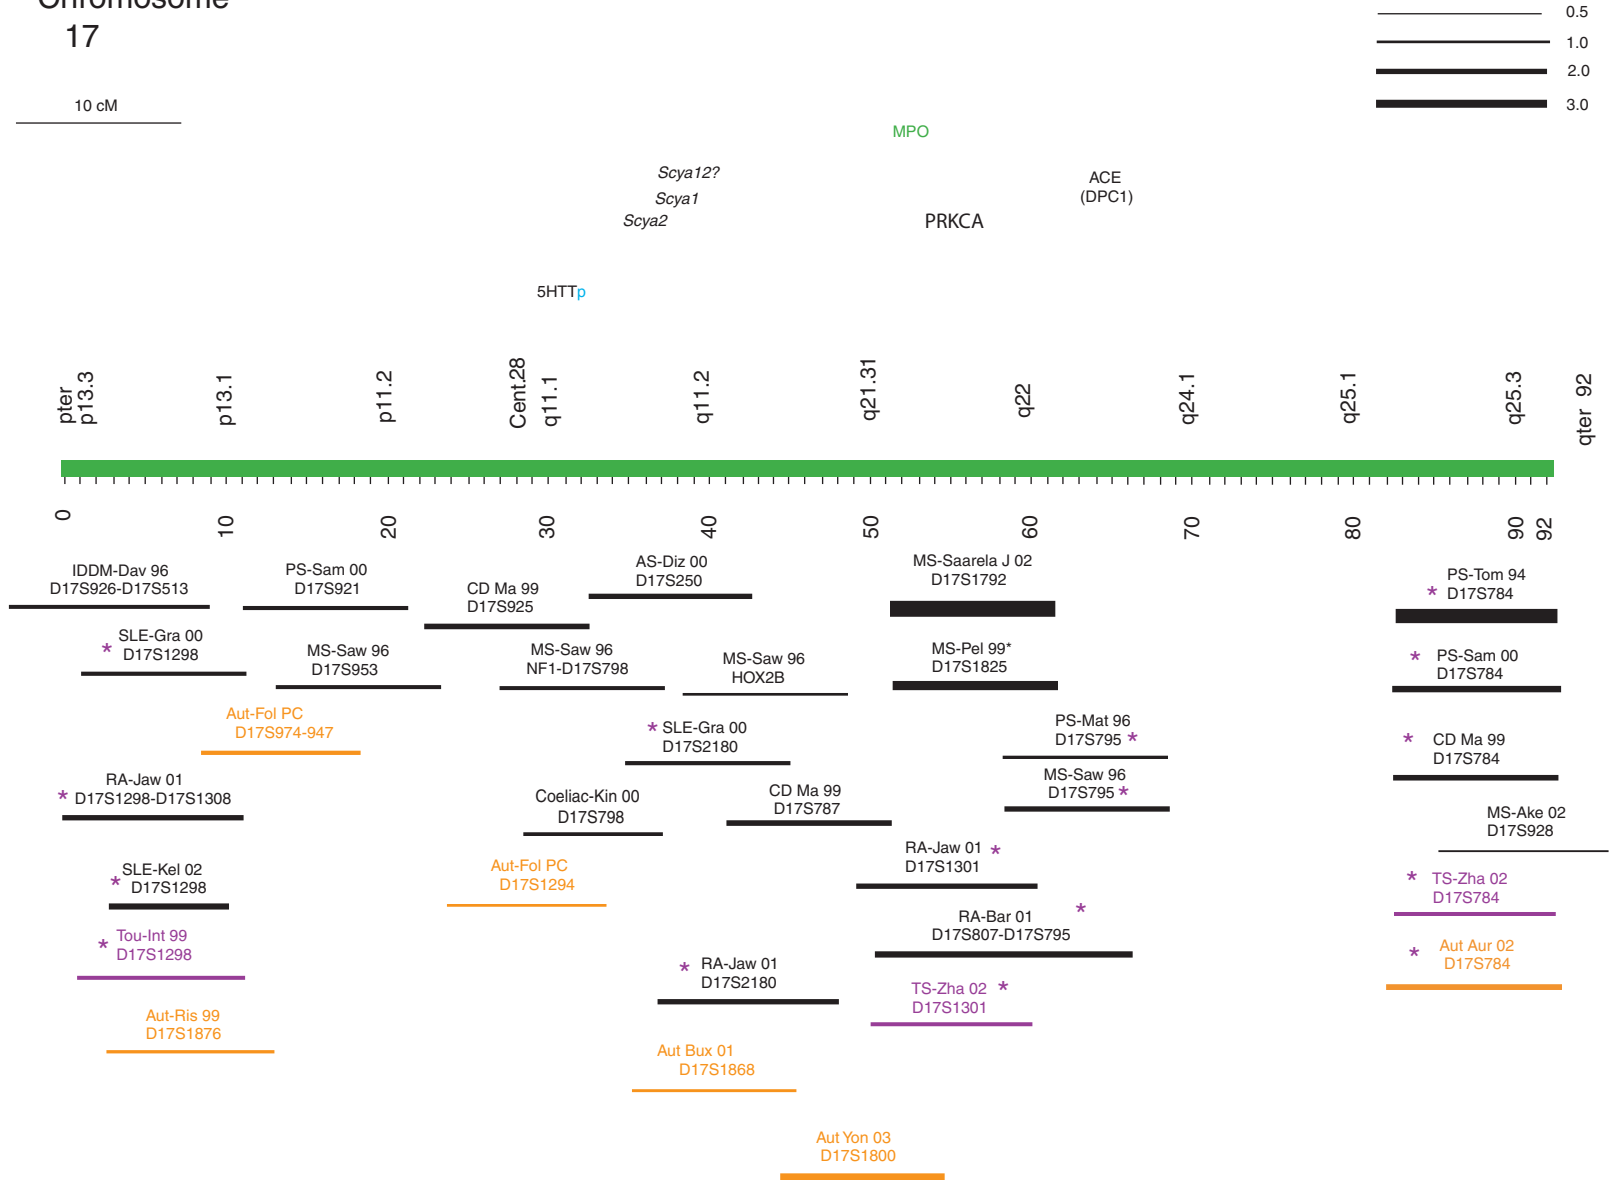 Chromosome
17
10 cM
0.5
1.0
2.0
3.0
MPO
Scya12?
Scya1
Scya2
ACE
(DPC1)
PRKCA
5HTTp
pter
p13.3
p13.1
p11.2
Cent.28
q11.1
q11.2
q21.31
q22
q24.1
q25.1
q25.3
qter 92
0
10
20
30
40
50
60
70
80
90
92
IDDM-Dav 96
D17S926-D17S513
PS-Sam 00
D17S921
CD Ma 99
D17S925
AS-Diz 00
D17S250
MS-Saarela J 02
D17S1792
PS-Tom 94
* D17S784
SLE-Gra 00
* D17S1298
MS-Saw 96
D17S953
MS-Saw 96
NF1-D17S798
MS-Saw 96
HOX2B
MS-Pel 99*
D17S1825
* PS-Sam 00
D17S784
Aut-Fol PC
D17S974-947
* SLE-Gra 00
D17S2180
PS-Mat 96
D17S795 *
* CD Ma 99
D17S784
RA-Jaw 01
* D17S1298-D17S1308
Coeliac-Kin 00
D17S798
CD Ma 99
D17S787
MS-Saw 96
D17S795 *
MS-Ake 02
D17S928
SLE-Kel 02
* D17S1298
Aut-Fol PC
D17S1294
RA-Jaw 01 *
D17S1301
* TS-Zha 02
D17S784
Tou-Int 99
* D17S1298
RA-Bar 01 *
D17S807-D17S795
* Aut Aur 02
D17S784
* RA-Jaw 01
D17S2180
TS-Zha 02 *
D17S1301
Aut-Ris 99
D17S1876
Aut Bux 01
D17S1868
Aut Yon 03
D17S1800